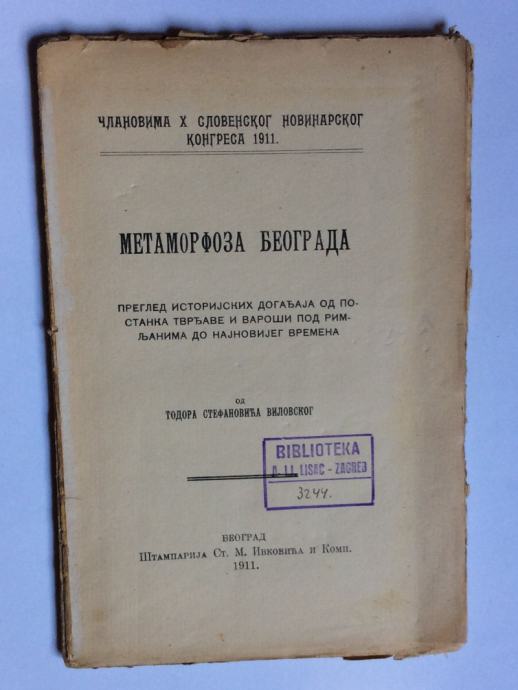 ЧЛАНОВИМА X СЛОВЕНСКОГ НОВИНАРСКОГ
КОНГРЕСА 1911.
МЕТАМОРФОЗА БЕОГРАДА
ПРЕГЛЕД ИСТОРИЈСКИХ ДОГАЂАЈА ОД ПО-
СТАНКА ТВРЂАВЕ И ВАРОШИ ПОД РИМ-
ЉАНИМА ДО НАЈНОВИЈЕГ ВРЕМЕНА
ОД
ТОДОРА СТЕФАНОВИЋА ВИЛОВСКОГ
BIBLIOTEKA
LISAC - ZAGREB
3244.
БЕОГРАД
Штампарија Ст. М. Ивковића и Комп.
1911.